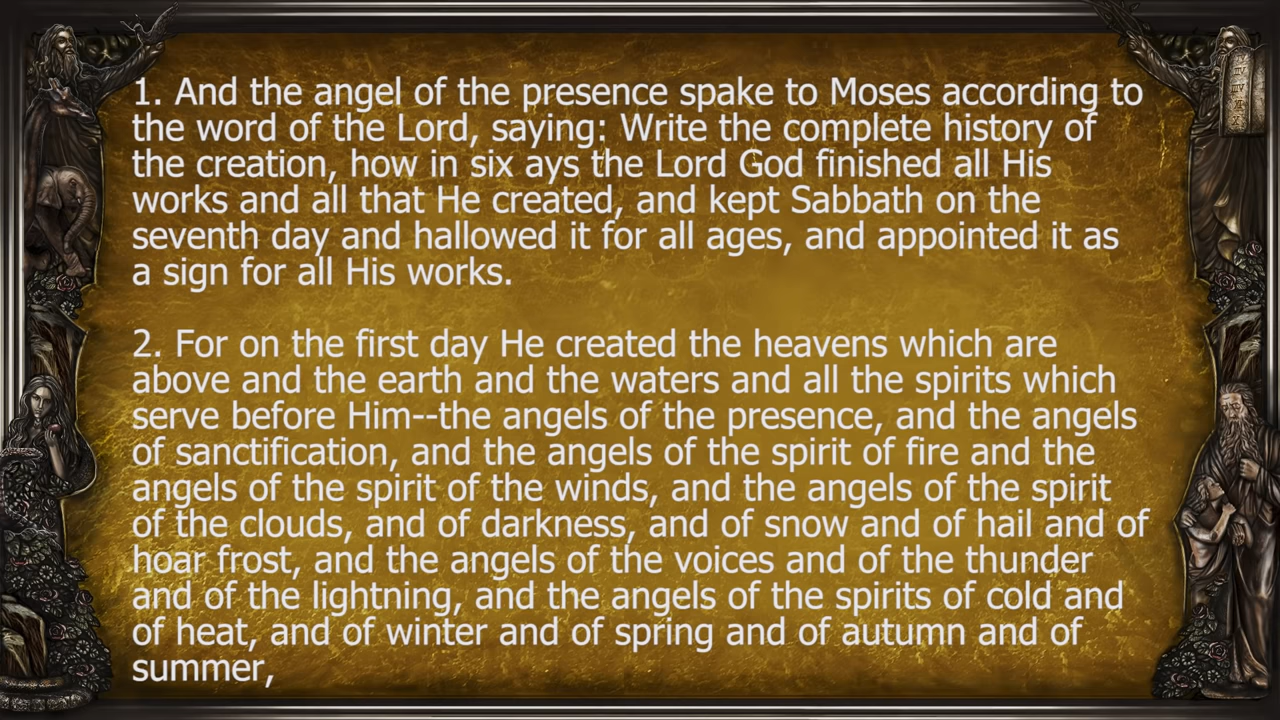 1. And the angel of the presence spake to Moses according to
the word of the Lord, saying: Write the complete history of
the creation, how in six ays the Lord God finished all His
works and all that He created, and kept Sabbath on the
seventh day and hallowed it for all ages, and appointed it as
a sign for all His works.
2. For on the first day He created the heavens which are
above and the earth and the waters and all the spirits which
serve before Him--the angels of the presence, and the angels
of sanctification, and the angels of the spirit of fire and the
angels of the spirit of the winds, and the angels of the spirit
of the clouds, and of darkness, and of snow and of hail and of
hoar frost, and the angels of the voices and of the thunder
and of the lightning, and the angels of the spirits of cold and
of heat, and of winter and of spring and of autumn and of
summer,